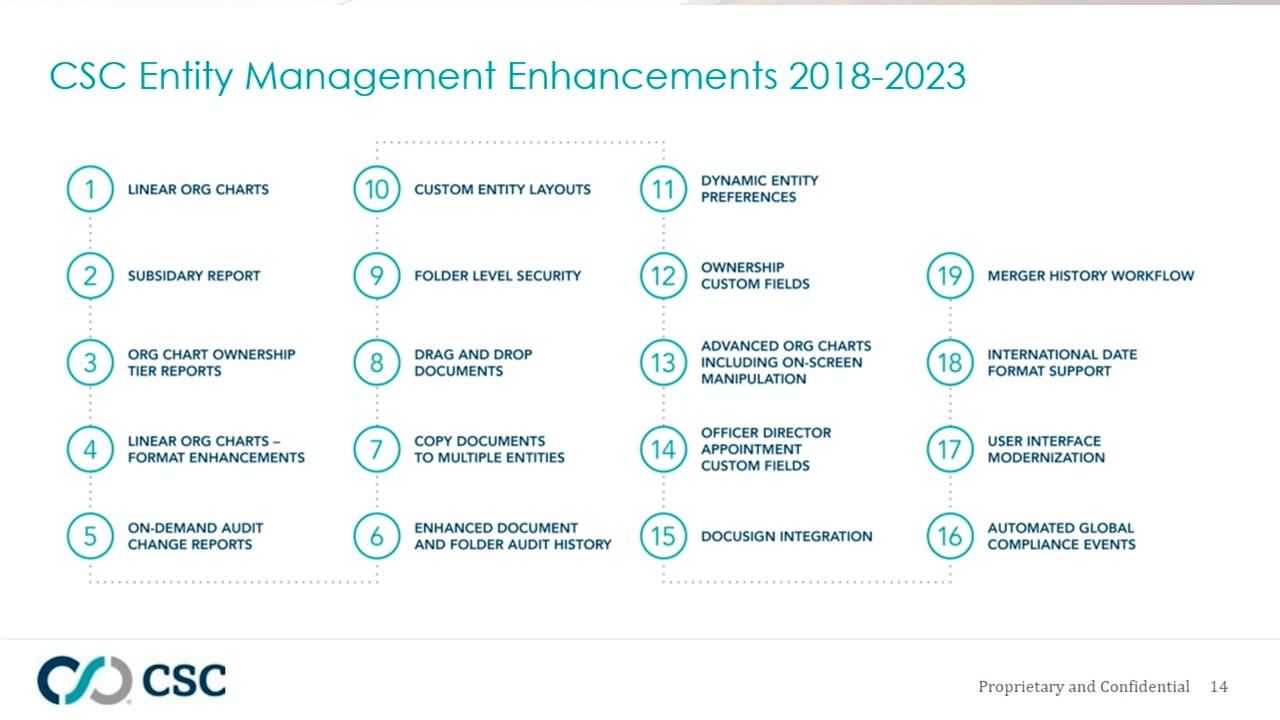 CSC Entity Management Enhancements 2018-2023
1
LINEAR ORG CHARTS
2
SUBSIDARY REPORT
3
ORG CHART OWNERSHIP
TIER REPORTS
4
LINEAR ORG CHARTS –
FORMAT ENHANCEMENTS
5
ON-DEMAND AUDIT
CHANGE REPORTS
6
ENHANCED DOCUMENT
AND FOLDER AUDIT HISTORY
7
COPY DOCUMENTS
TO MULTIPLE ENTITIES
8
DRAG AND DROP
DOCUMENTS
9
FOLDER LEVEL SECURITY
10
CUSTOM ENTITY LAYOUTS
11
DYNAMIC ENTITY
PREFERENCES
12
OWNERSHIP
CUSTOM FIELDS
13
ADVANCED ORG CHARTS
INCLUDING ON-SCREEN
MANIPULATION
14
OFFICER DIRECTOR
APPOINTMENT
CUSTOM FIELDS
15
DOCUSIGN INTEGRATION
16
AUTOMATED GLOBAL
COMPLIANCE EVENTS
17
USER INTERFACE
MODERNIZATION
18
INTERNATIONAL DATE
FORMAT SUPPORT
19
MERGER HISTORY WORKFLOW
CSC
Proprietary and Confidential 14